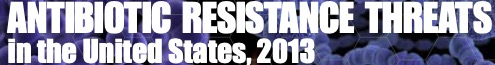 ANTIBIOTIC RESISTANCE THREATS
in the United States, 2013